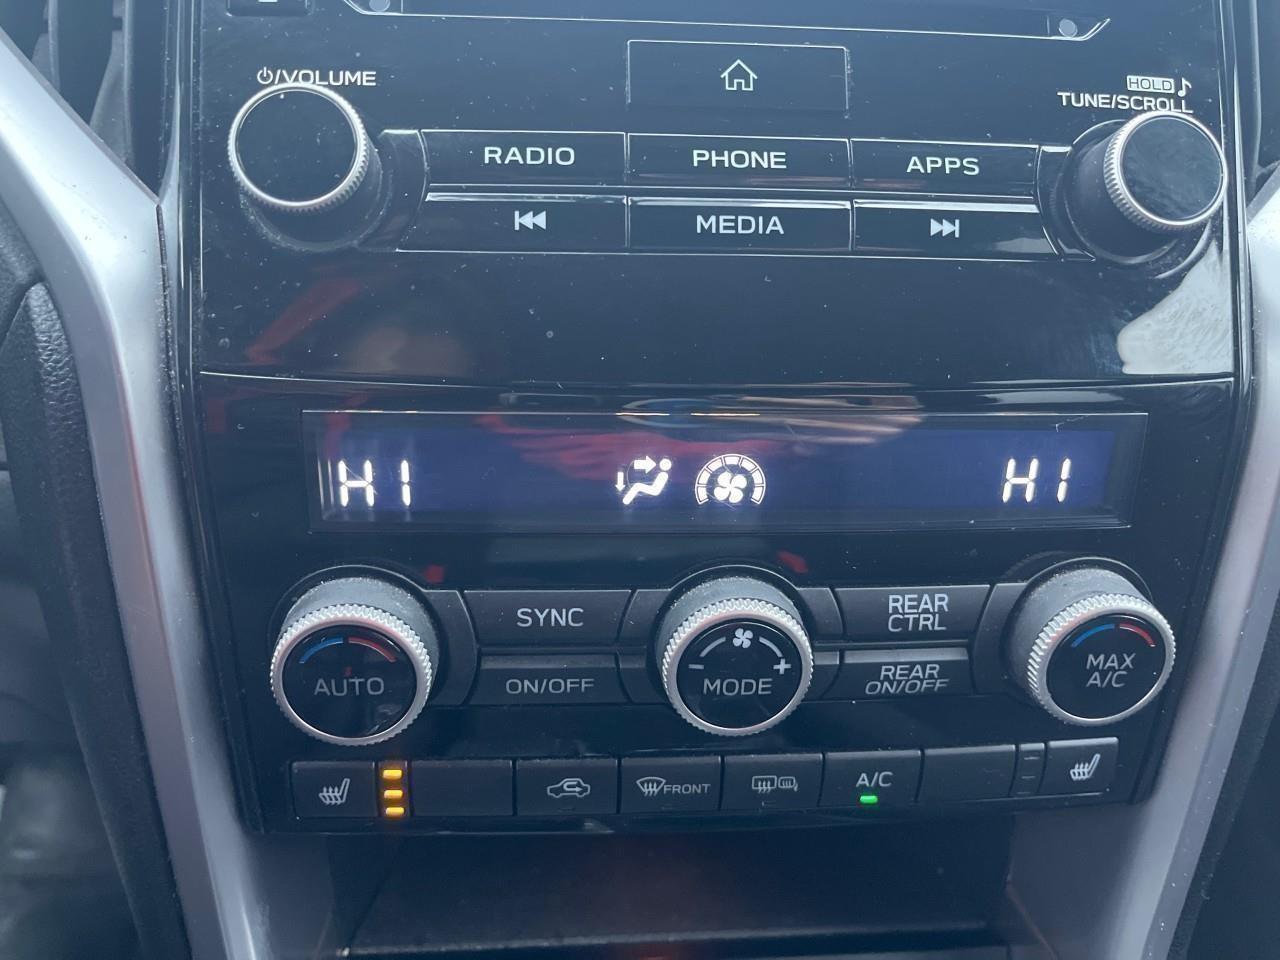 /VOLUME
HOLD
TUNE/SCROLL
RADIO
PHONE
APPS
MEDIA
HI
HI
SYNC
REAR
CTRL
AUTO
ON/OFF
MODE
REAR
ON/OFF
MAX
A/C
FRONT
A/C